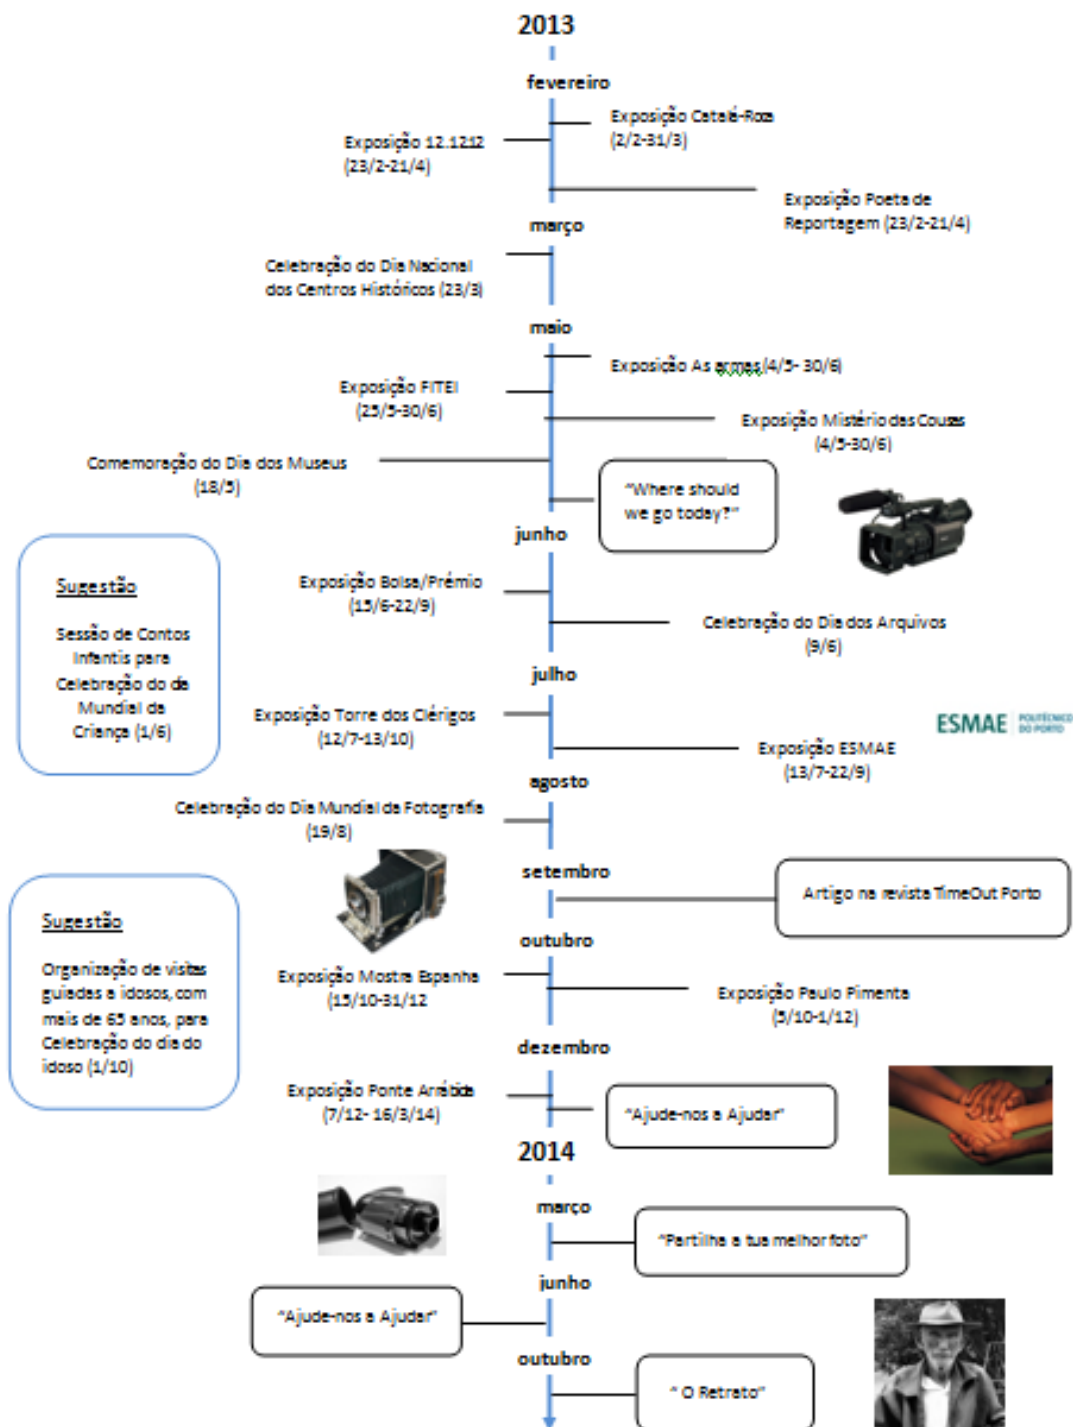 2013
fevereiro
Exposição Catalá-Roca
(2/2-31/3)
Exposição 12.1212
(23/2-21/4)
Exposição Poeta de
Reportagem (23/2-21/4)
março
Celebração do Dia Nacional
dos Centros Históricos (23/3)
maio
Exposição As armas(4/5- 30/6)
Exposição FITEI
(25/5-30/6)
Exposição Mistério das Cousas
(4/5-30/6)
Comemoração do Dia dos Museus
(18/5)
"Where should
we go today?"
junho
Sugestão
Sessão de Contos
Infantis para
Celebração do dia
Mundial da
Criança (1/6)
Exposição Bolsa/Prémio
(15/6-22/9)
Celebração do Dia dos Arquivos
(9/6)
julho
Exposição Torre dos Clérigos
(12/7-13/10)
ESMAE
POLITÉCNICO
DO PORTO
Exposição ESMAE
(13/7-22/9)
agosto
Celebração do Dia Mundial da Fotografia
(19/8)
setembro
Artigo na revista TimeOut Porto
Sugestão
Organização de visitas
guiadas a idosos, com
mais de 65 anos, para
Celebração do dia do
idoso (1/10)
outubro
Exposição Mostra Espanha
(15/10-31/12
Exposição Paulo Pimenta
(5/10-1/12)
dezembro
Exposição Ponte Arrábida
(7/12- 16/3/14)
"Ajude-nos a Ajudar"
2014
março
"Partilha a tua melhor foto"
junho
"Ajude-nos a Ajudar"
outubro
" O Retrato"